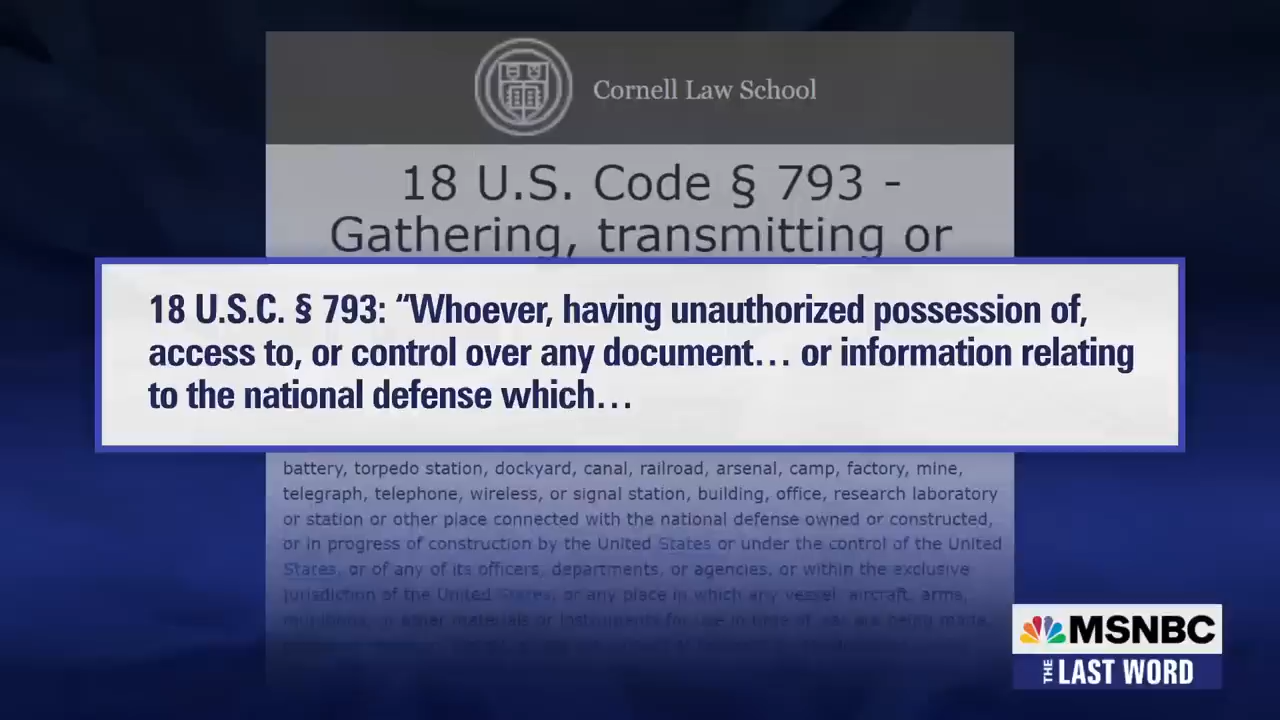 Cornell Law School
18 U.S. Code § 793 -
Gathering, transmitting or
18 U.S.C. § 793: “Whoever, having unauthorized possession of,
access to, or control over any document… or information relating
to the national defense which…
battery, torpedo station, dockyard, canal, railroad, arsenal, camp, factory, mine,
telegraph, telephone, wireless, or signal station, building, office, research laboratory
or station or other place connected with the national defense owned or constructed,
or in progress of construction by the United States or under the control of the United
States, or of any of its officers, departments, or agencies, or within the exclusive
jurisdiction of the United States, or any place in which any vessel, aircraft, arms,
MSNBC
THE LAST WORD